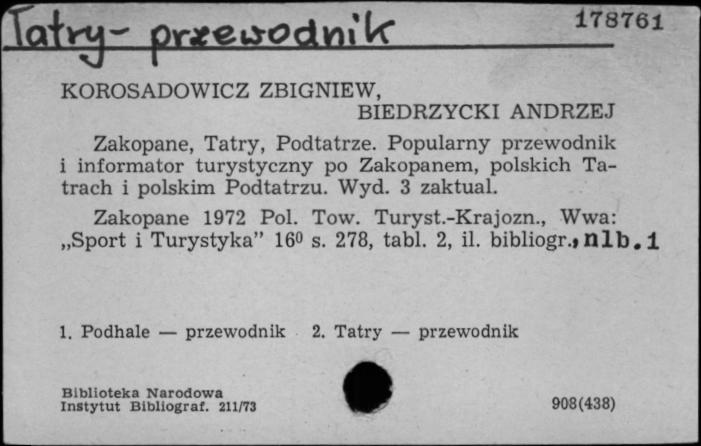 Tatry- przewodnik
178761
KOROSADOWICZ ZBIGNIEW,
BIEDRZYCKI ANDRZEJ
Zakopane, Tatry, Podtatrze. Popularny przewodnik
i informator turystyczny po Zakopanem, polskich Ta-
trach i polskim Podtatrzu. Wyd. 3 zaktual.
Zakopane 1972 Pol. Tow. Turyst.-Krajozn., Wwa:
„Sport i Turystyka” 16⁰ s. 278, tabl. 2, il. bibliogr., nlb. 1
1. Podhale — przewodnik 2. Tatry — przewodnik
Biblioteka Narodowa
Instytut Bibliograf. 211/73
908(438)